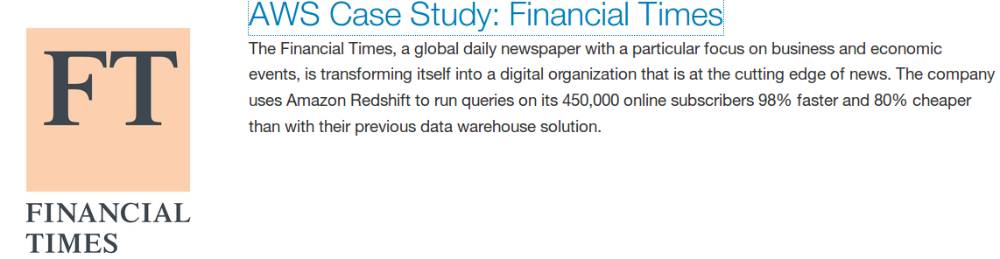 AWS Case Study: Financial Times
The Financial Times, a global daily newspaper with a particular focus on business and economic
events, is transforming itself into a digital organization that is at the cutting edge of news. The company
uses Amazon Redshift to run queries on its 450,000 online subscribers 98% faster and 80% cheaper
than with their previous data warehouse solution.
FT
FINANCIAL
TIMES